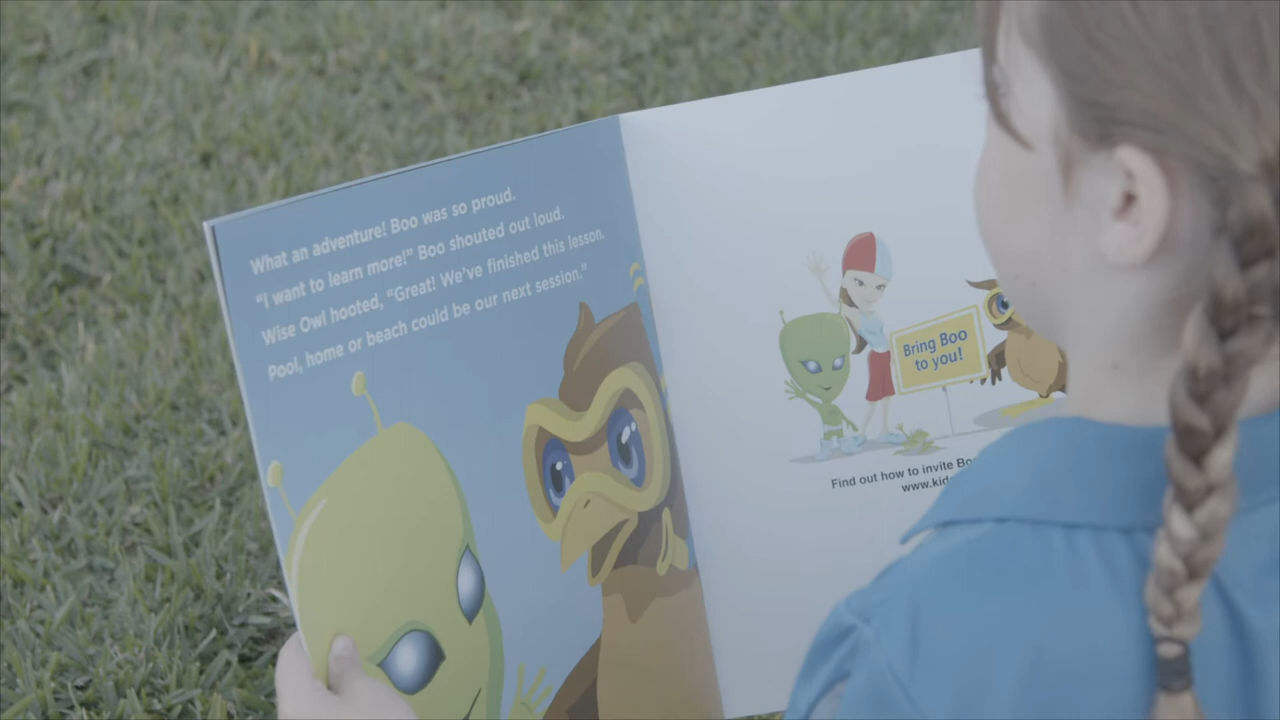 What an adventure! Boo was so proud.
"I want to learn more!" Boo shouted out loud.
Wise Owl hooted, "Great! We've finished this lesson.
Pool, home or beach could be our next session."
Bring Boo
to you!
Find out how to invite
www.